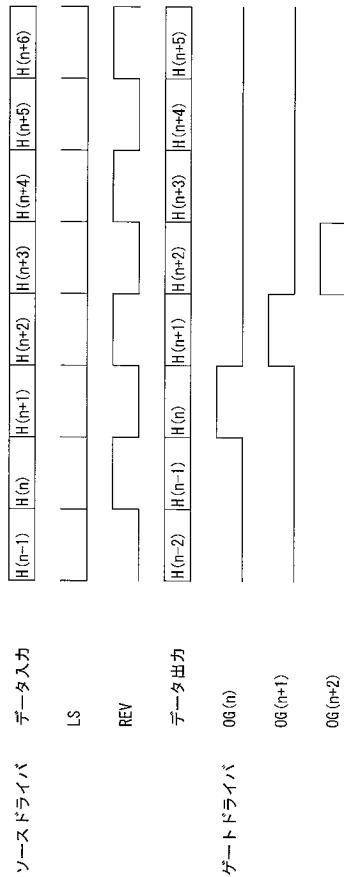 ソースドライバ データ入力 H(n-1) H(n) H(n+1) H(n+2) H(n+3) H(n+4) H(n+5) H(n+6)
LS
REV
データ出力 H(n-2) H(n-1) H(n) H(n+1) H(n+2) H(n+3) H(n+4) H(n+5)
ゲートドライバ OG(n)
OG(n+1)
OG(n+2)